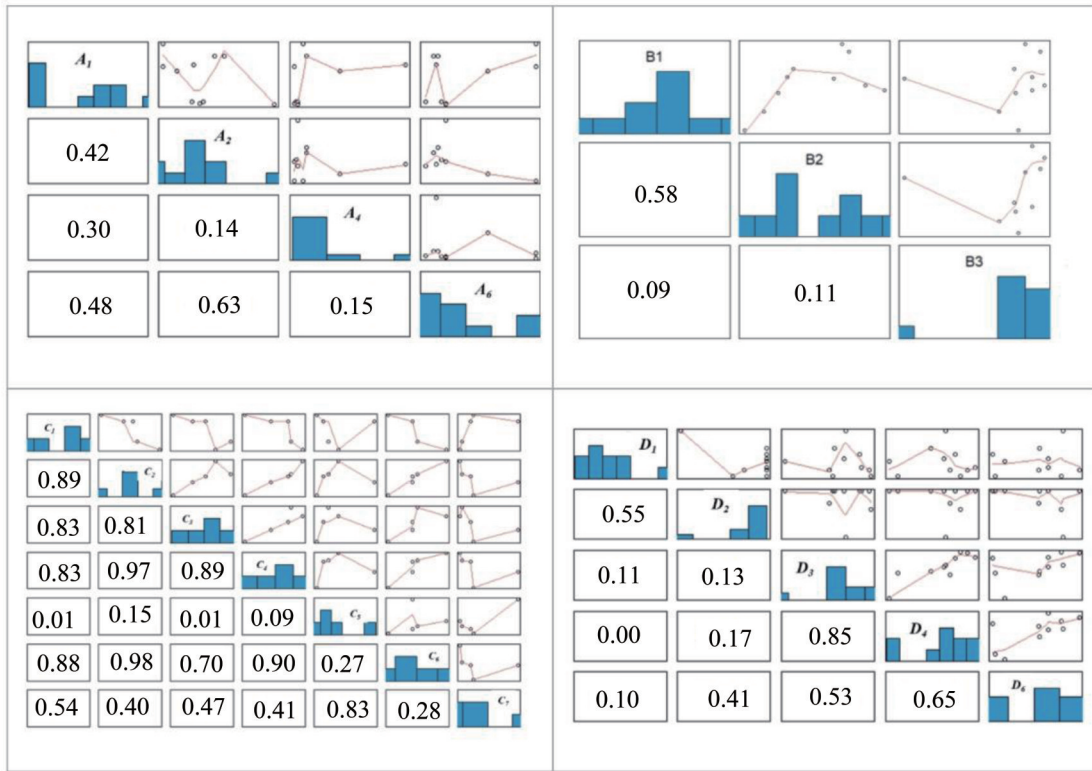 A1
0.42 A2
0.30 0.14 A4
0.48 0.63 0.15 A6
B1
0.58 B2
0.09 0.11 B3
C1
0.89 C2
0.83 0.81 C3
0.83 0.97 0.89 C4
0.01 0.15 0.01 0.09 C5
0.88 0.98 0.70 0.90 0.27 C6
0.54 0.40 0.47 0.41 0.83 0.28 C7
D1
0.55 D2
0.11 0.13 D3
0.00 0.17 0.85 D4
0.10 0.41 0.53 0.65 D6